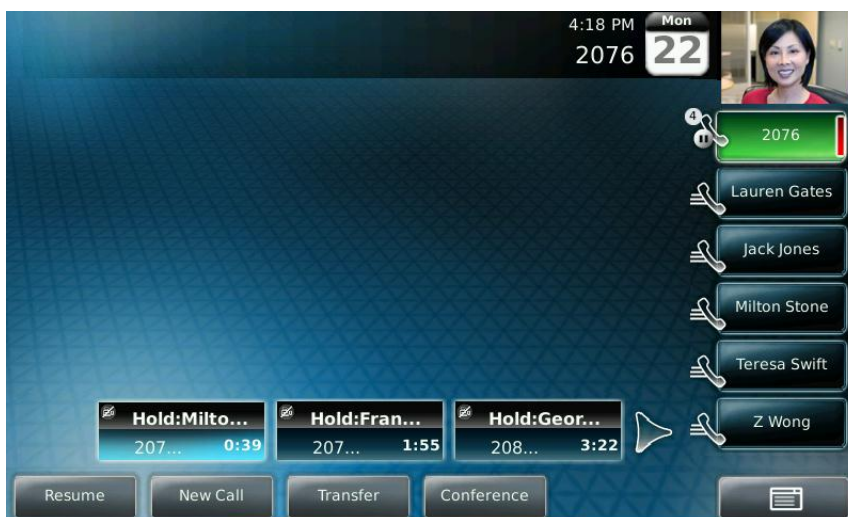 4:18 PM
Mon
2076
22
4
2076
Lauren Gates
Jack Jones
Milton Stone
Teresa Swift
Z Wong
Hold:Milto...
207... 0:39
Hold:Fran...
207... 1:55
Hold:Geor...
208... 3:22
Resume
New Call
Transfer
Conference